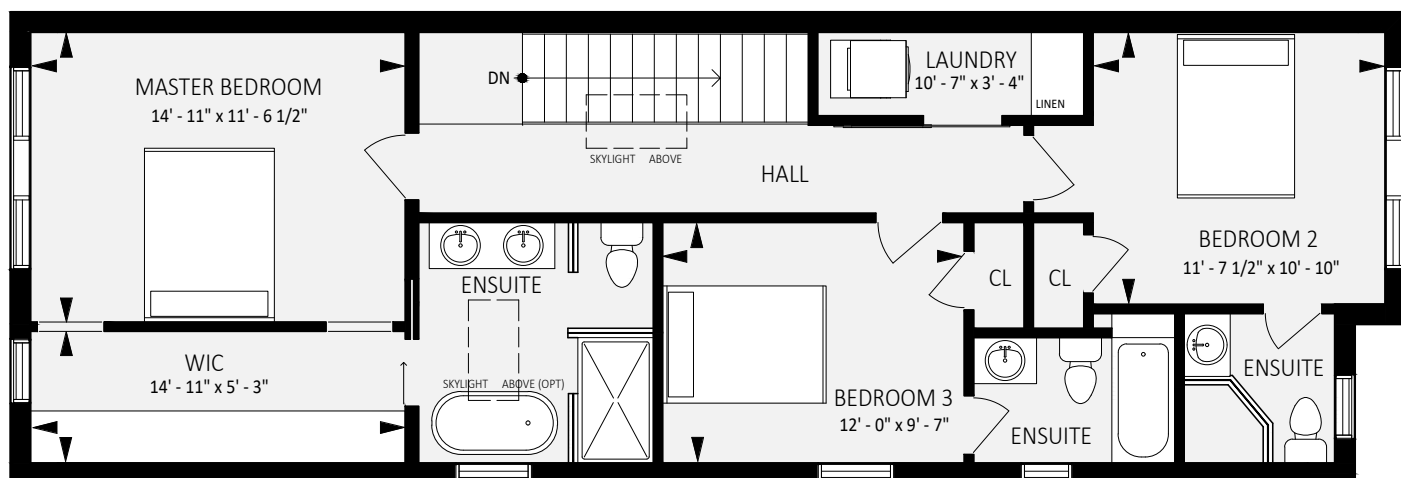 MASTER BEDROOM
14' - 11" x 11' - 6 1/2"
DN
SKYLIGHT ABOVE
LAUNDRY
10' - 7" x 3' - 4"
LINEN
HALL
BEDROOM 2
11' - 7 1/2" x 10' - 10"
CL
CL
ENSUITE
SKYLIGHT ABOVE (OPT)
WIC
14' - 11" x 5' - 3"
BEDROOM 3
12' - 0" x 9' - 7"
ENSUITE
ENSUITE